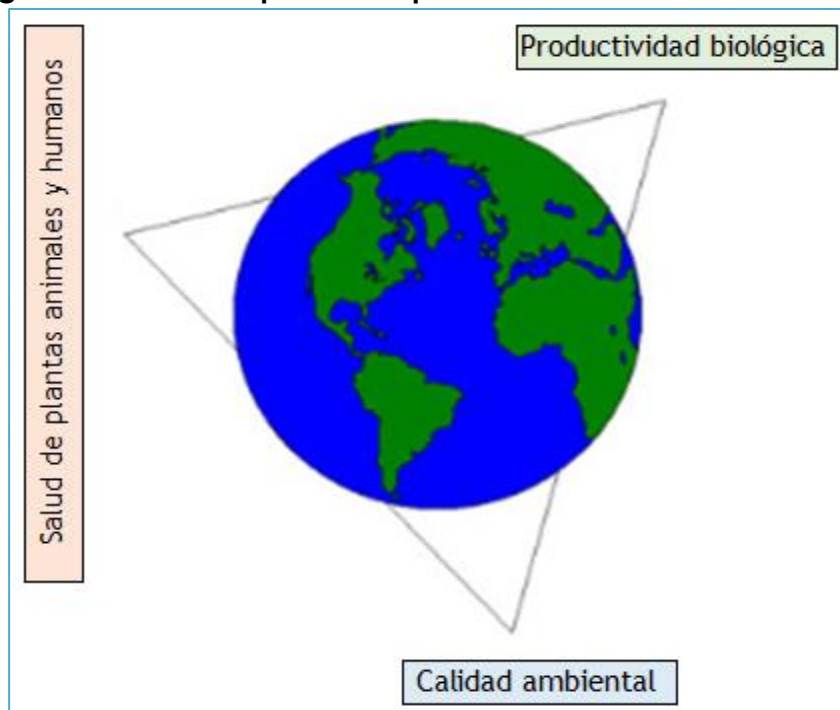 Productividad biológica
Salud de plantas animales y humanos
Calidad ambiental